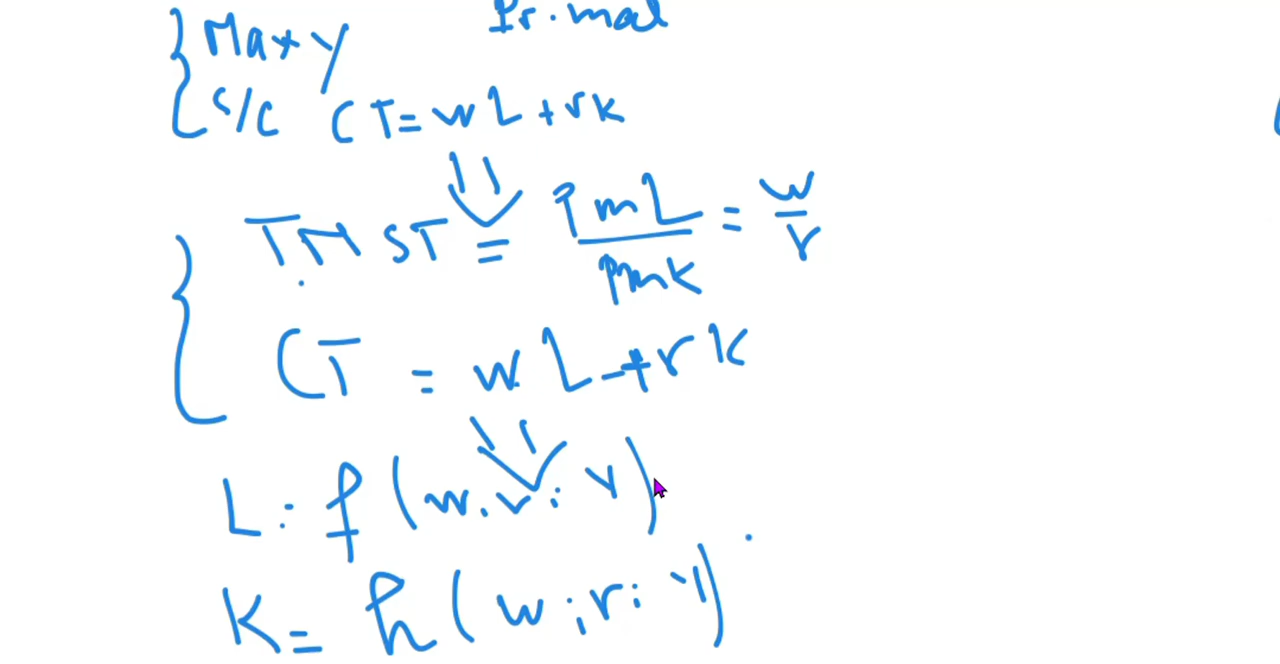 Primal
Max y
S/C CT = wL + rk
TMST = PmL / Pmk = w / r
CT = wL + rk
L = f(w, r; y)
K = h(w; r; y)